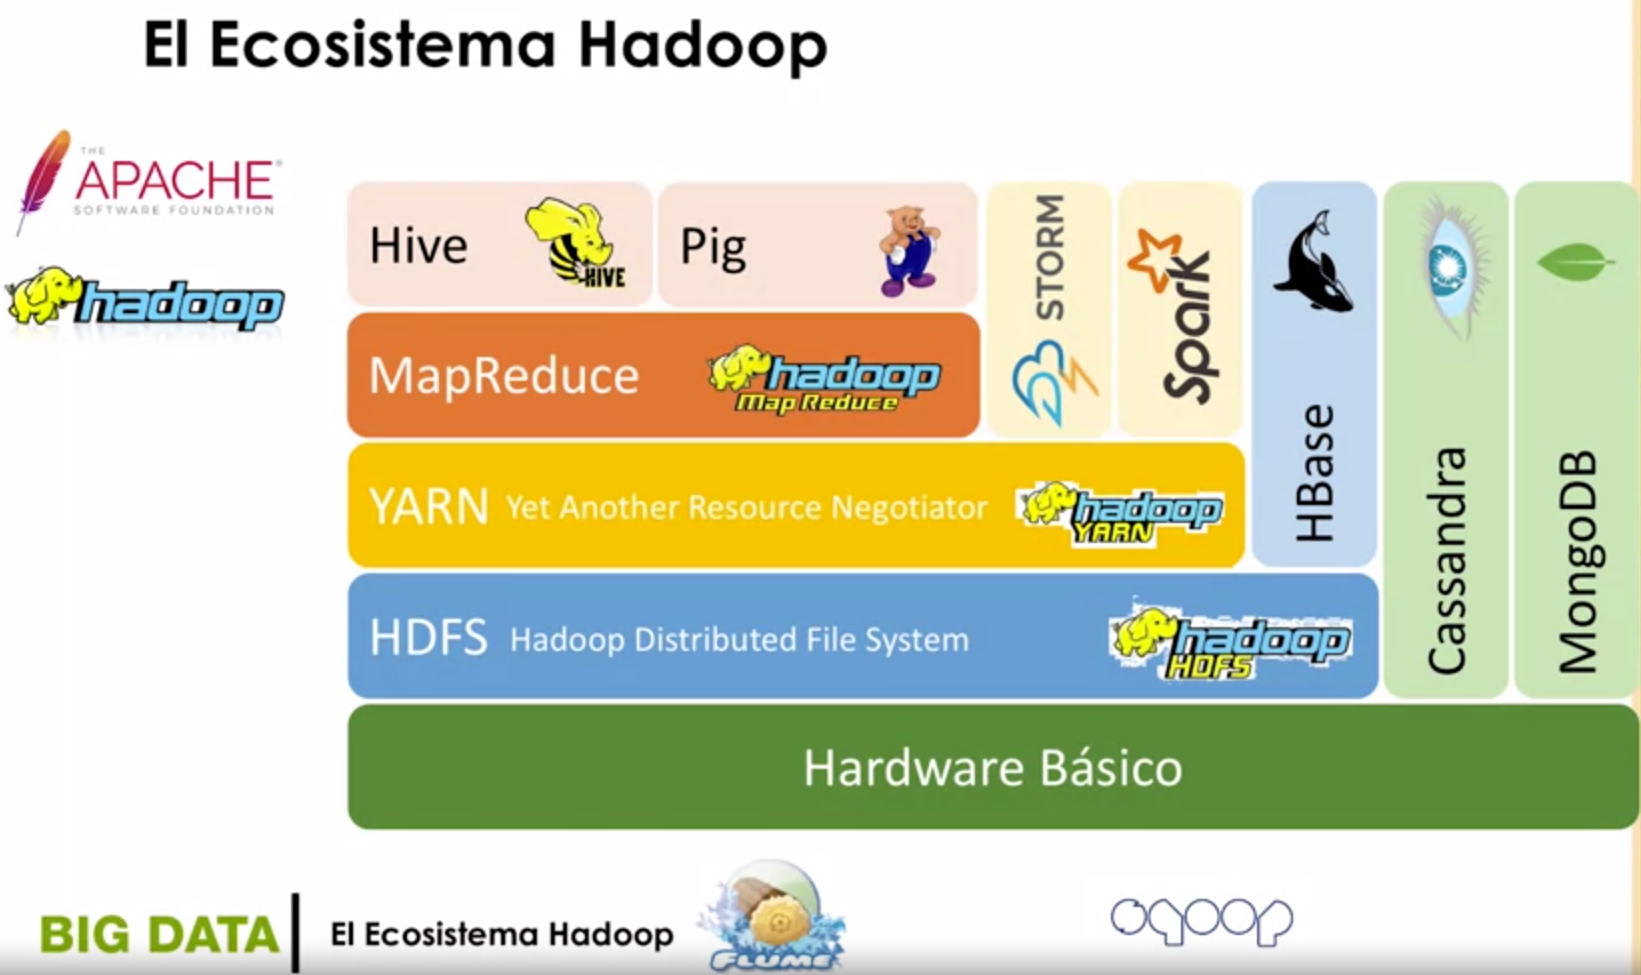 El Ecosistema Hadoop
THE
APACHE
SOFTWARE FOUNDATION
hadoop
Hive
HIVE
Pig
STORM
Spark
HBase
Cassandra
MongoDB
MapReduce
hadoop
Map Reduce
YARN Yet Another Resource Negotiator
hadoop
YARN
HDFS Hadoop Distributed File System
hadoop
HDFS
Hardware Básico
BIG DATA
El Ecosistema Hadoop
FLUME
sqoop